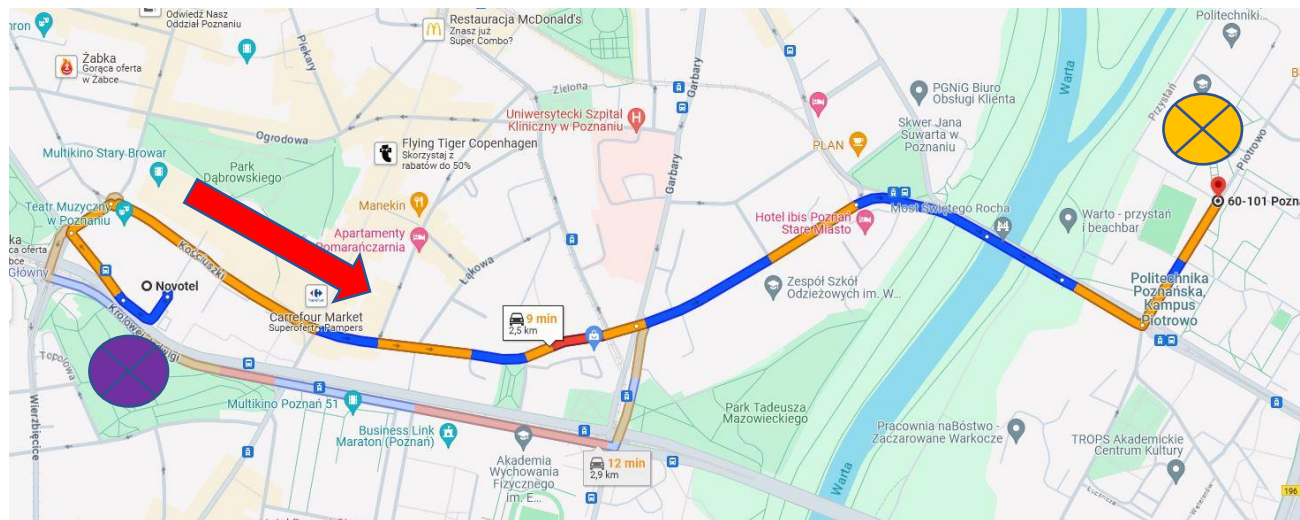 Odwiedź Nasz
Oddział Poznaniu
Restauracja McDonald's
Znasz już
Super Combo?
Politechniki...
Piekary
Żabka
Gorąca oferta
w Żabce
Garbary
Warta
PGNiG Biuro
Obsługi Klienta
Przystań
Zielona
Uniwersytecki Szpital
Kliniczny w Poznaniu
Skwer Jana
Suwarta w
Poznaniu
Ogrodowa
Flying Tiger Copenhagen
Skorzystaj z
rabatów do 50%
PLAN
Multikino Stary Browar
Park
Dąbrowskiego
Piotrowo
Garbary
Manekin
Teatr Muzyczny
w Poznaniu
Most Świętego Rocha
60-101 Pozna
Hotel ibis Poznań
Stare Miasto
Warto - przystań
i beachbar
Apartamenty
Pomarańczarnia
Kościuszki
Główny
Łąkowa
Novotel
Zespół Szkół
Odzieżowych im. W...
Politechnika
Poznańska,
Kampus
Piotrowo
Carrefour Market
Superoferty Pampers
9 min
2,5 km
Królowej Jadwigi
Topolowa
Wierzbięcice
Multikino Poznań 51
Park Tadeusza
Mazowieckiego
Business Link
Maraton (Poznań)
Pracownia naBóstwo -
Zaczarowane Warkocze
TROPS Akademickie
Centrum Kultury
Akademia
Wychowania
Fizycznego
im. E...
12 min
2,9 km
Warta
196